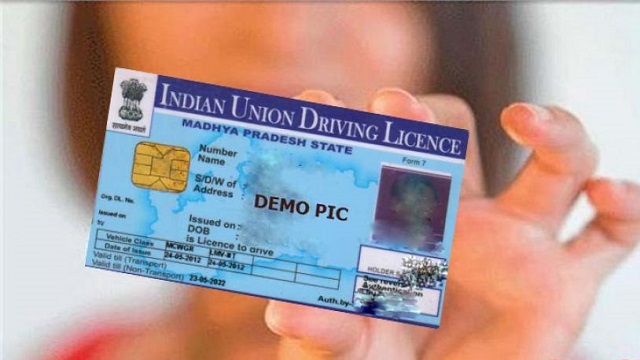 INDIAN UNION DRIVING LICENCE
MADHYA PRADESH STATE
सत्यमेव जयते
Form 7
Number
Name
S/D/W of
Address
DEMO PIC
Org. DL. No.
Issued on
by
Issued on :
DOB :
is Licence to drive
Vehicle Class MCWGR LMV-NT
Date of Issue 24-05-2012 24-05-2012
Valid till (Transport)
Valid till (Non-Transport) 23-05-2022
HOLDER
Auth.by